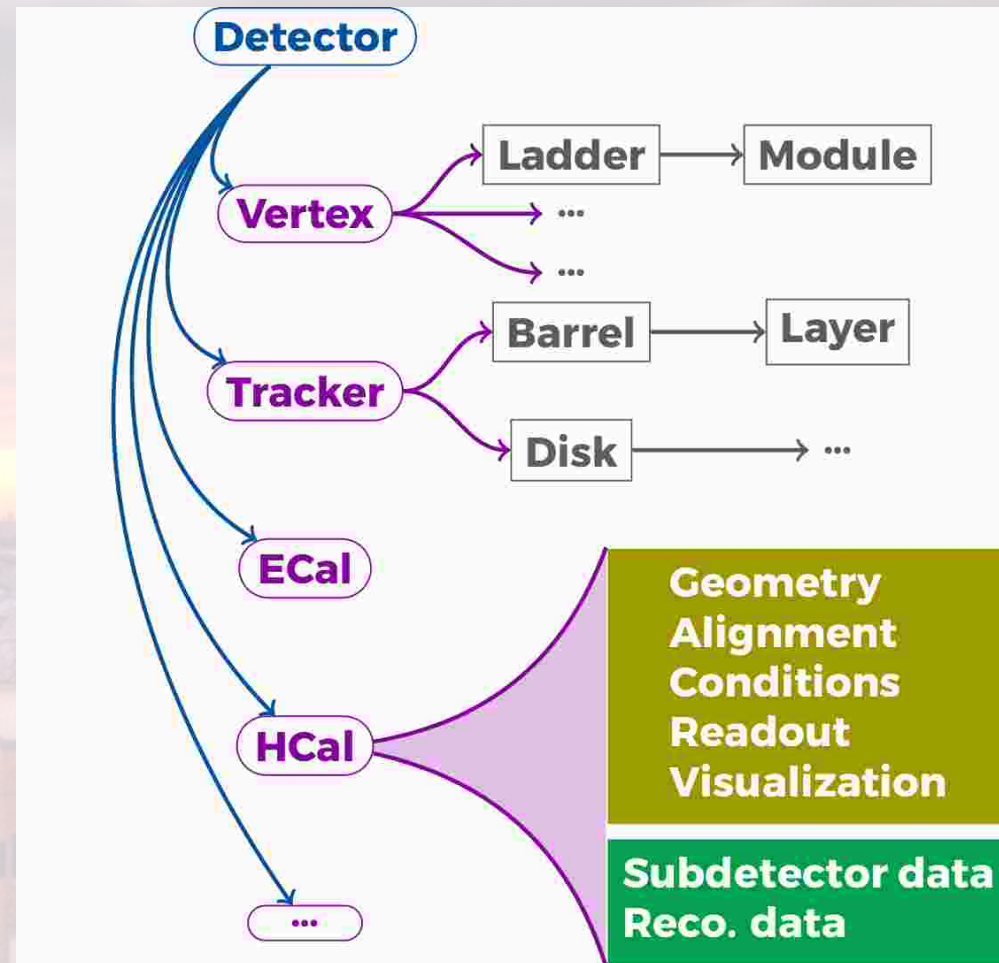 Detector
Ladder
Module
Vertex
...
...
Barrel
Layer
Tracker
Disk
...
ECal
Geometry
Alignment
Conditions
Readout
HCal
Visualization
Subdetector data
Reco. data
...